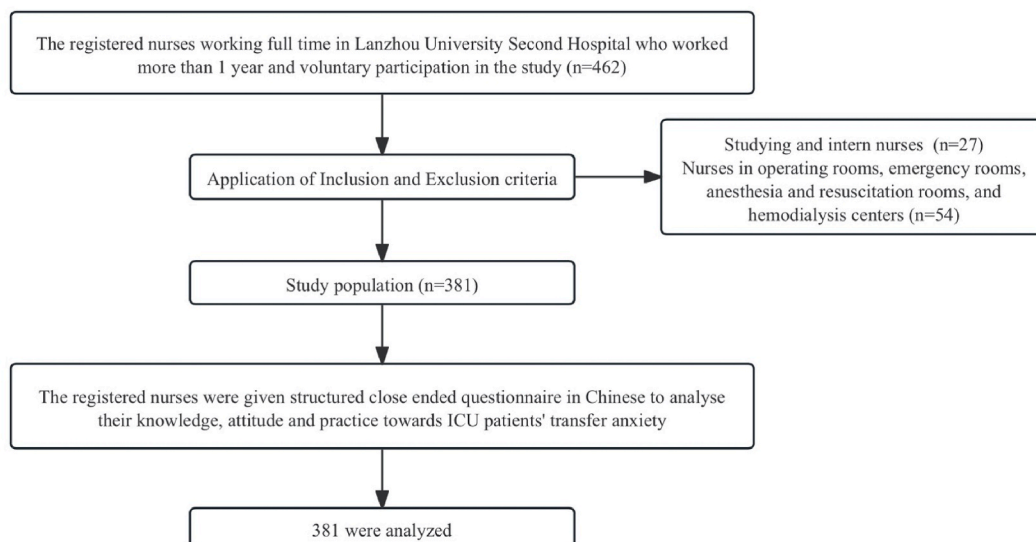 The registered nurses working full time in Lanzhou University Second Hospital who worked
more than 1 year and voluntary participation in the study (n=462)
Application of Inclusion and Exclusion criteria
Studying and intern nurses (n=27)
Nurses in operating rooms, emergency rooms,
anesthesia and resuscitation rooms, and
hemodialysis centers (n=54)
Study population (n=381)
The registered nurses were given structured close ended questionnaire in Chinese to analyse
their knowledge, attitude and practice towards ICU patients' transfer anxiety
381 were analyzed